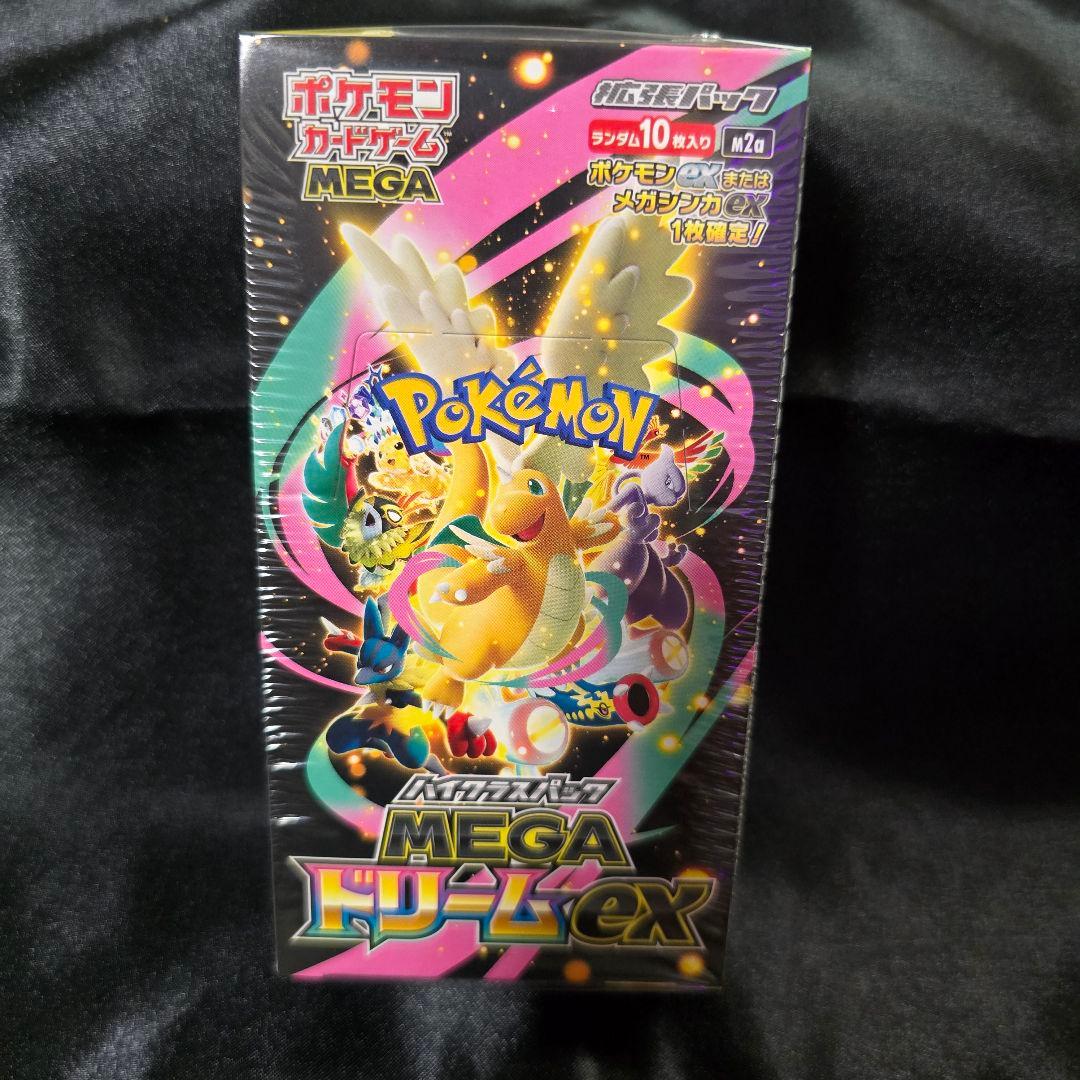 ポケモン
カードゲーム™
MEGA
拡張パック
ランダム10枚入り
M2a
ポケモンexまたは
メガシンカex
1枚確定！
POKéMON™
ハイクラスパック
MEGA
ドリームex